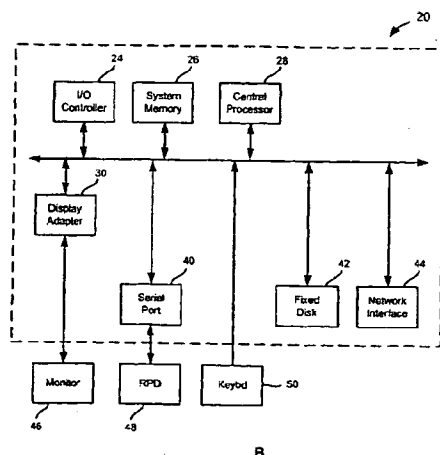 20
24
26
28
I/O
Controller
System
Memory
Central
Processor
30
Display
Adapter
40
Serial
Port
42
Fixed
Disk
44
Network
Interface
Monitor
46
RPD
48
Keybd
50
B